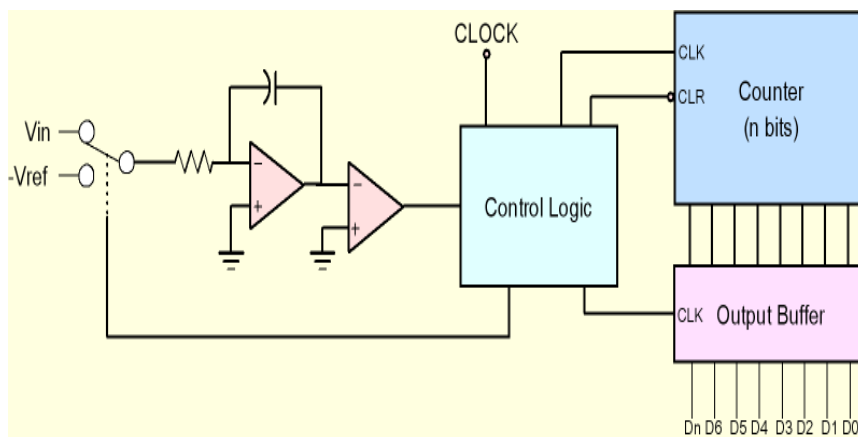 CLOCK
Vin
-Vref
−
+
−
+
Control Logic
CLK
CLR
Counter
(n bits)
CLK
Output Buffer
Dn D6 D5 D4 D3 D2 D1 D0